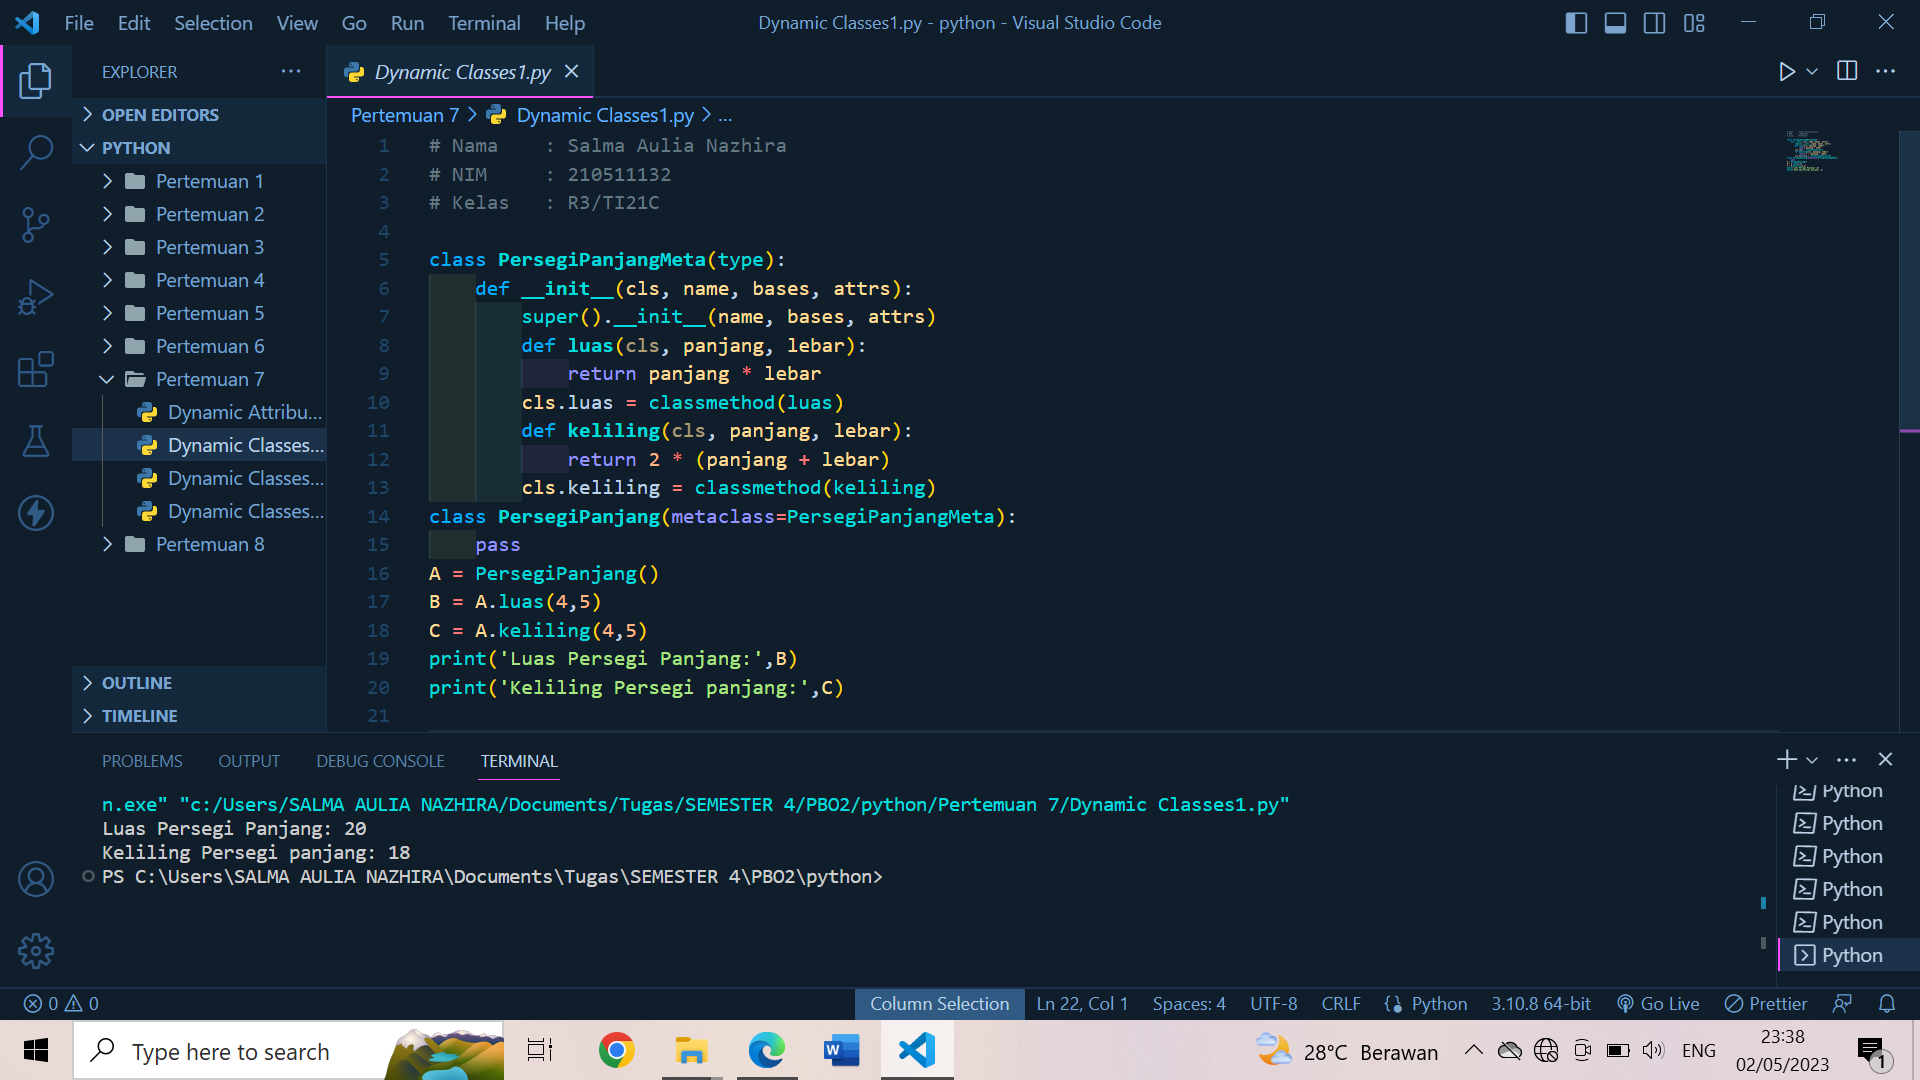 File Edit Selection View Go Run Terminal Help
Dynamic Classes1.py - python - Visual Studio Code
EXPLORER
OPEN EDITORS
PYTHON
Pertemuan 1
Pertemuan 2
Pertemuan 3
Pertemuan 4
Pertemuan 5
Pertemuan 6
Pertemuan 7
Dynamic Attribu...
Dynamic Classes...
Dynamic Classes...
Dynamic Classes...
Pertemuan 8
OUTLINE
TIMELINE
Dynamic Classes1.py
Pertemuan 7 > Dynamic Classes1.py > ...
1 # Nama    : Salma Aulia Nazhira
2 # NIM     : 210511132
3 # Kelas   : R3/TI21C
4
5 class PersegiPanjangMeta(type):
6     def __init__(cls, name, bases, attrs):
7         super().__init__(name, bases, attrs)
8         def luas(cls, panjang, lebar):
9             return panjang * lebar
10         cls.luas = classmethod(luas)
11         def keliling(cls, panjang, lebar):
12             return 2 * (panjang + lebar)
13         cls.keliling = classmethod(keliling)
14 class PersegiPanjang(metaclass=PersegiPanjangMeta):
15     pass
16 A = PersegiPanjang()
17 B = A.luas(4,5)
18 C = A.keliling(4,5)
19 print('Luas Persegi Panjang:',B)
20 print('Keliling Persegi panjang:',C)
21
PROBLEMS OUTPUT DEBUG CONSOLE TERMINAL
n.exe" "c:/Users/SALMA AULIA NAZHIRA/Documents/Tugas/SEMESTER 4/PBO2/python/Pertemuan 7/Dynamic Classes1.py"
Luas Persegi Panjang: 20
Keliling Persegi panjang: 18
PS C:\Users\SALMA AULIA NAZHIRA\Documents\Tugas\SEMESTER 4\PBO2\python>
Python
Python
Python
Python
Python
Python
0 0
Column Selection Ln 22, Col 1 Spaces: 4 UTF-8 CRLF Python 3.10.8 64-bit Go Live Prettier
Type here to search
28°C Berawan
ENG
23:38
02/05/2023
1